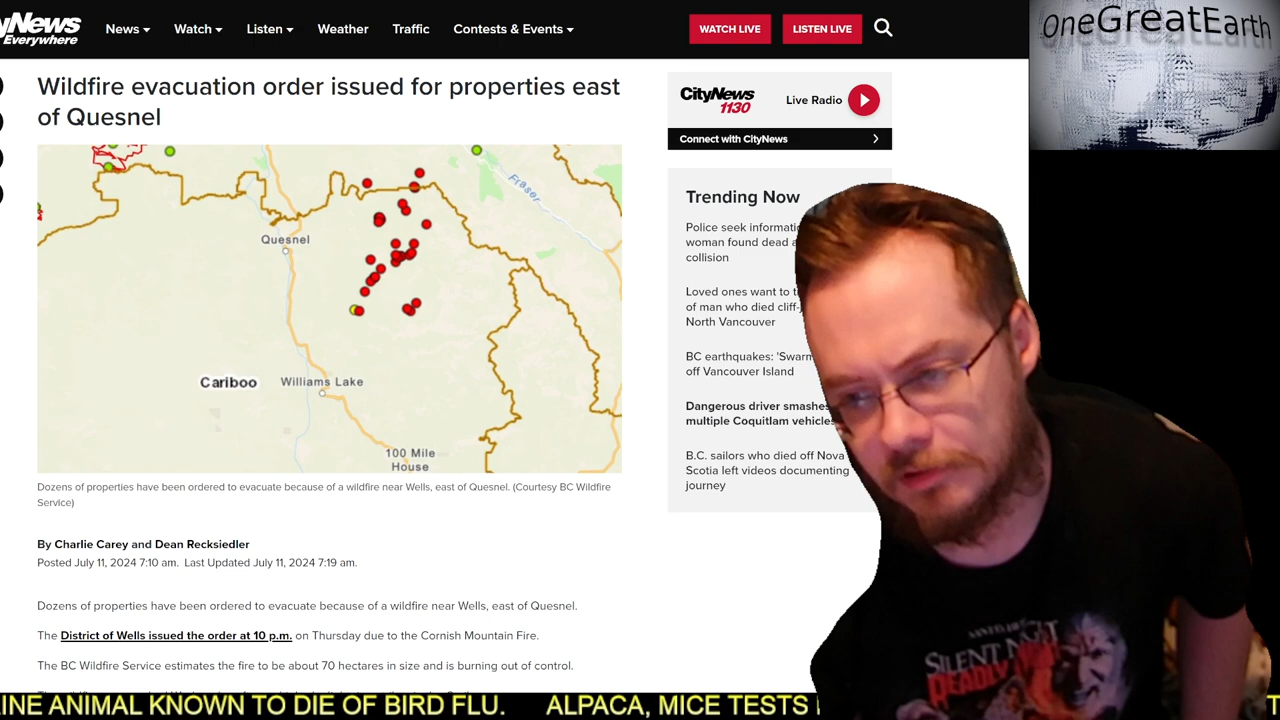 yNews
Everywhere
News Watch Listen Weather Traffic Contests & Events WATCH LIVE LISTEN LIVE
OneGreatEarth
Wildfire evacuation order issued for properties east
of Quesnel
CityNews
1130
Live Radio
Connect with CityNews
Fraser
Quesnel
Cariboo
Williams Lake
100 Mile
House
Trending Now
Police seek
woman found dead
collision
Loved ones want to
of man who died
North Vancouver
BC earthquakes:
off Vancouver Island
Dangerous driver smashes
multiple Coquitlam vehicles
B.C. sailors who died off Nova
Scotia left videos documenting
journey
Dozens of properties have been ordered to evacuate because of a wildfire near Wells, east of Quesnel. (Courtesy BC Wildfire
Service)
By Charlie Carey and Dean Recksiedler
Posted July 11, 2024 7:10 am. Last Updated July 11, 2024 7:19 am.
Dozens of properties have been ordered to evacuate because of a wildfire near Wells, east of Quesnel.
The District of Wells issued the order at 10 p.m. on Thursday due to the Cornish Mountain Fire.
The BC Wildfire Service estimates the fire to be about 70 hectares in size and is burning out of control.
SILENT NIGHT
DEADLY
INE ANIMAL KNOWN TO DIE OF BIRD FLU. ALPACA, MICE TESTS